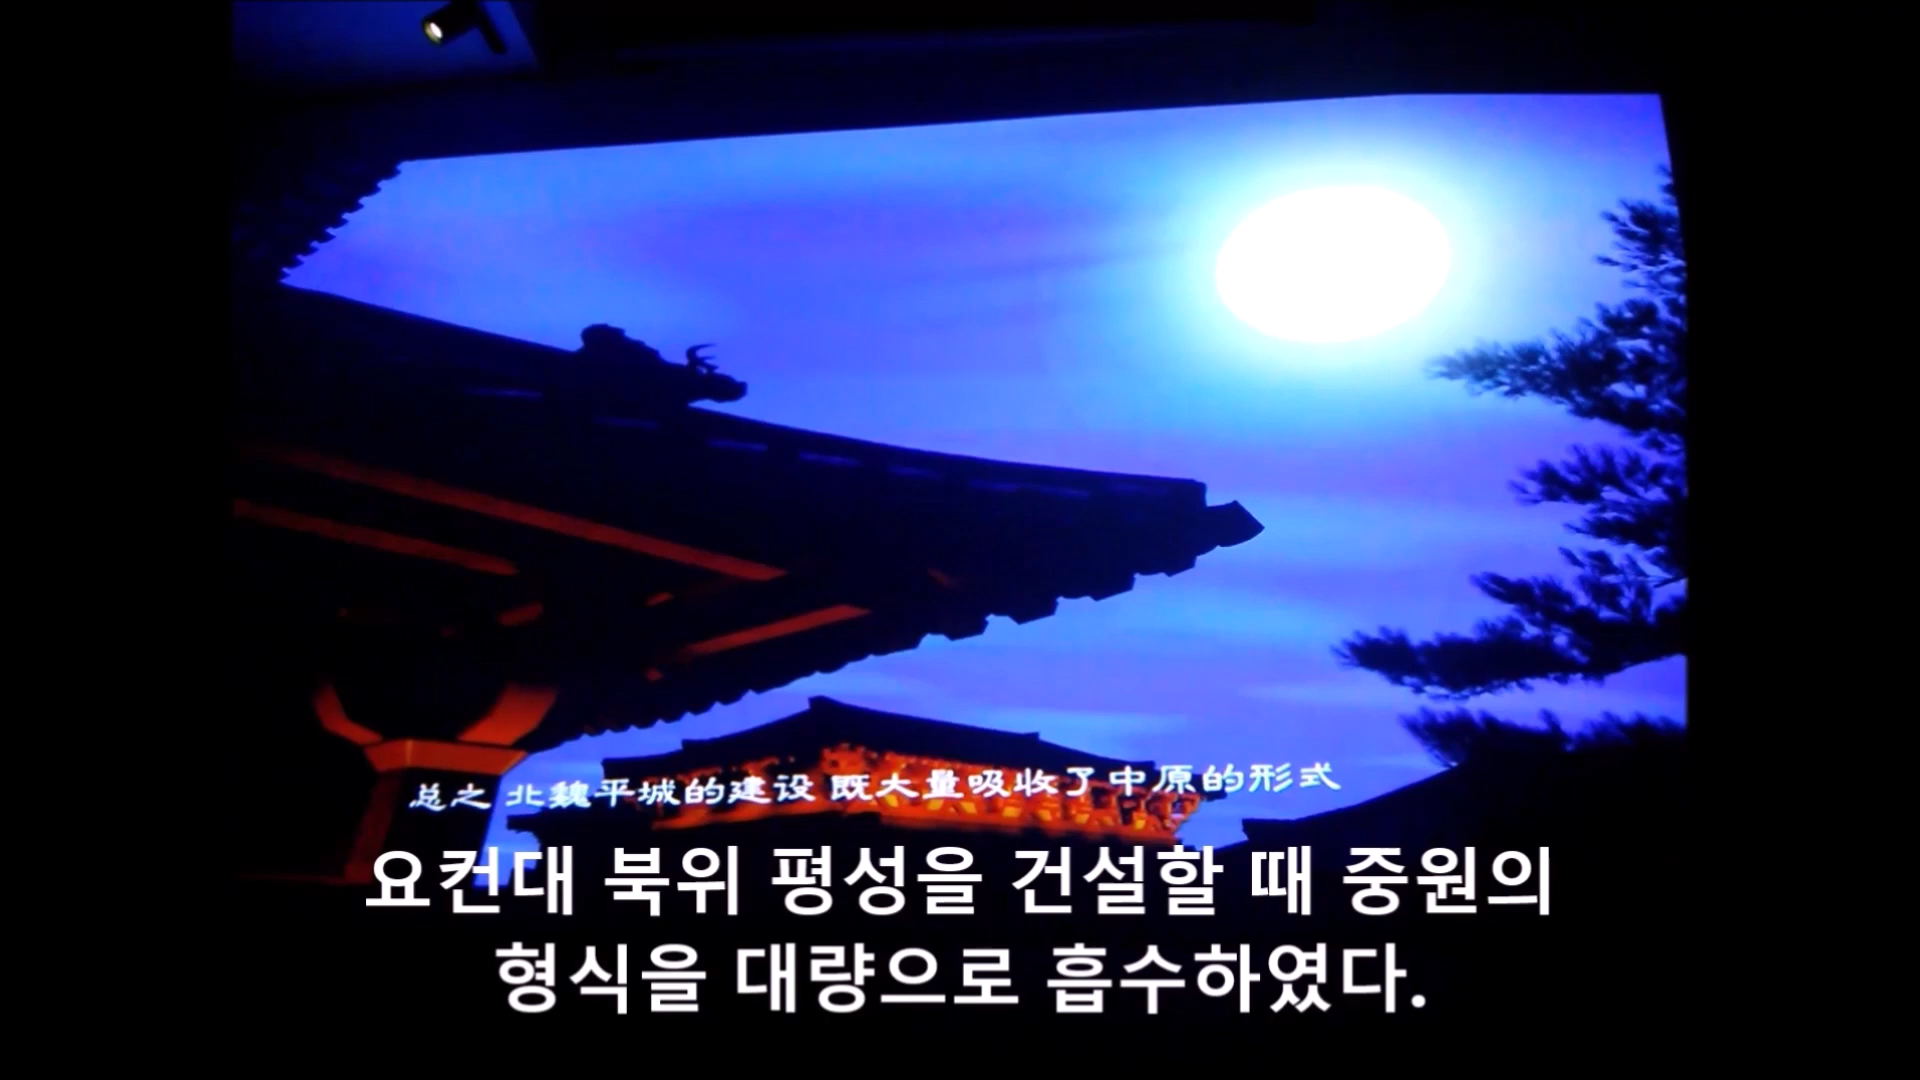 总之 北魏平城的建设 既大量吸收了中原的形式
요컨대 북위 평성을 건설할 때 중원의
형식을 대량으로 흡수하였다.